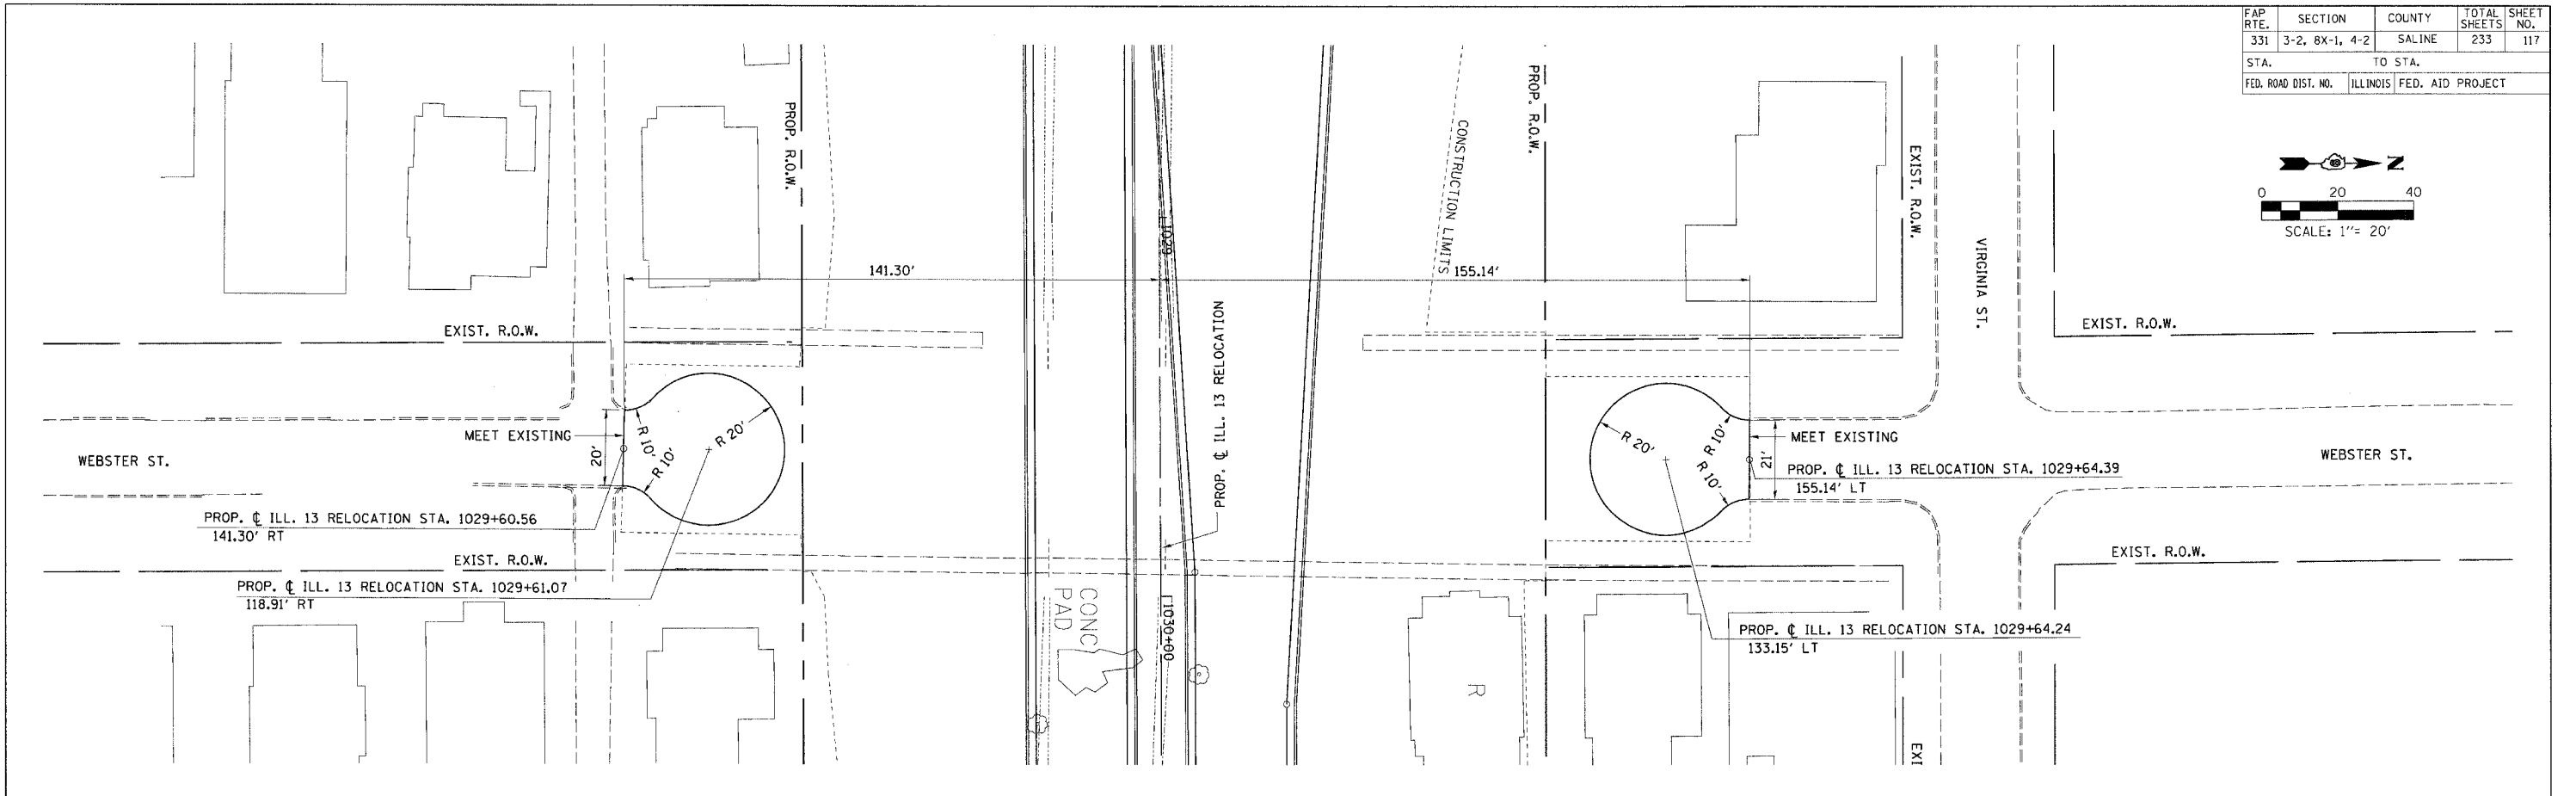 FAP RTE. SECTION COUNTY TOTAL SHEETS SHEET NO.
331 3-2, 8X-1, 4-2 SALINE 233 117
STA. TO STA.
FED. ROAD DIST. NO. ILLINOIS FED. AID PROJECT
N
0 20 40
SCALE: 1"= 20'
PROP. R.O.W.
PROP. R.O.W.
CONSTRUCTION LIMITS
EXIST. R.O.W.
VIRGINIA ST.
1029
141.30'
155.14'
EXIST. R.O.W.
EXIST. R.O.W.
PROP. ℄ ILL. 13 RELOCATION
MEET EXISTING
20'
R 10'
R 10'
R 20'
WEBSTER ST.
R 20'
R 10'
R 10'
21'
MEET EXISTING
WEBSTER ST.
PROP. ℄ ILL. 13 RELOCATION STA. 1029+64.39
155.14' LT
PROP. ℄ ILL. 13 RELOCATION STA. 1029+60.56
141.30' RT
EXIST. R.O.W.
EXIST. R.O.W.
PROP. ℄ ILL. 13 RELOCATION STA. 1029+61.07
118.91' RT
CONC
PAD
1030+00
PROP. ℄ ILL. 13 RELOCATION STA. 1029+64.24
133.15' LT
R
EXI